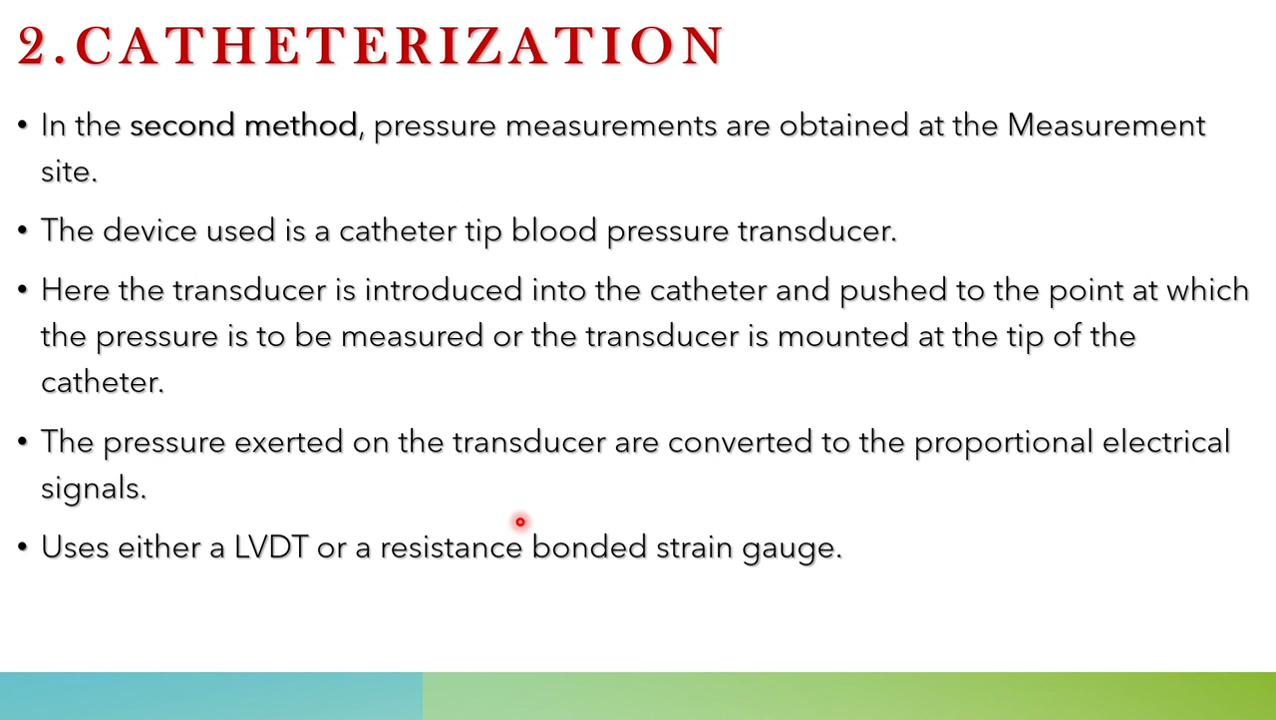 2.CATHETERIZATION
• In the second method, pressure measurements are obtained at the Measurement
site.
• The device used is a catheter tip blood pressure transducer.
• Here the transducer is introduced into the catheter and pushed to the point at which
the pressure is to be measured or the transducer is mounted at the tip of the
catheter.
• The pressure exerted on the transducer are converted to the proportional electrical
signals.
• Uses either a LVDT or a resistance bonded strain gauge.